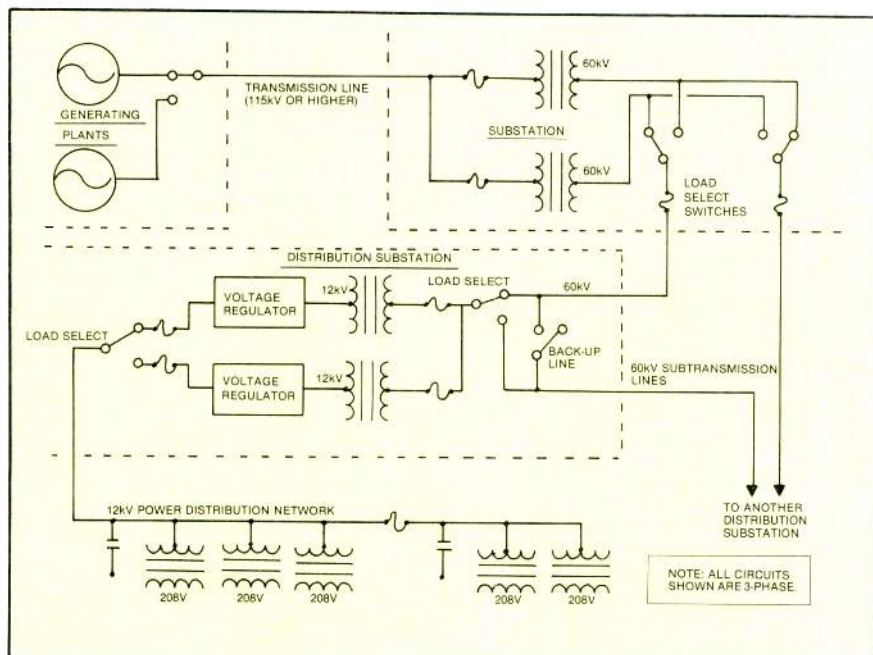 GENERATING
PLANTS
TRANSMISSION LINE
(115kV OR HIGHER)
60kV
SUBSTATION
60kV
LOAD
SELECT
SWITCHES
DISTRIBUTION SUBSTATION
LOAD SELECT
VOLTAGE
REGULATOR
12kV
LOAD SELECT
60kV
BACK-UP
LINE
VOLTAGE
REGULATOR
12kV
60kV SUBTRANSMISSION
LINES
12kV POWER DISTRIBUTION NETWORK
208V
208V
208V
208V
208V
TO ANOTHER
DISTRIBUTION
SUBSTATION
NOTE: ALL CIRCUITS
SHOWN ARE 3-PHASE.